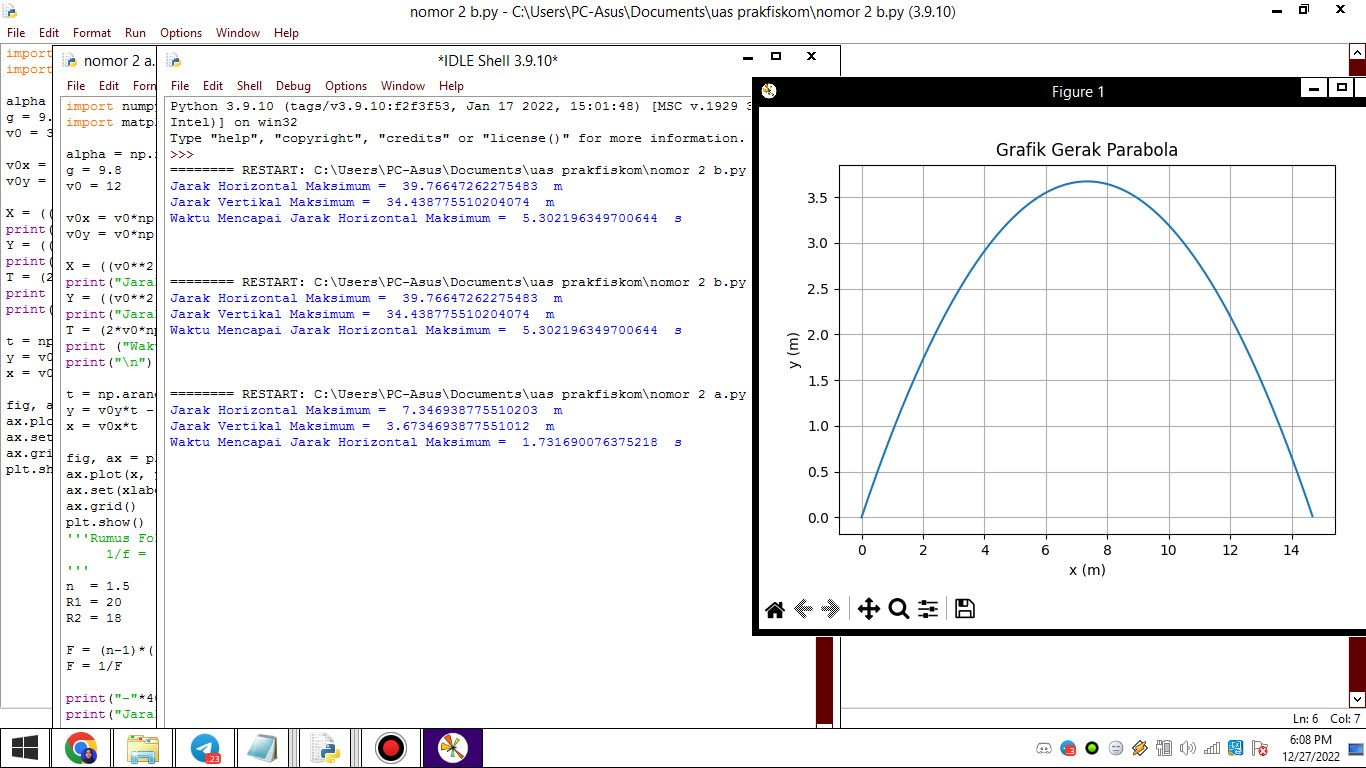 nomor 2 b.py - C:\Users\PC-Asus\Documents\uas prakfiskom\nomor 2 b.py (3.9.10)
File Edit Format Run Options Window Help
import
import
alpha
g = 9.
v0 = 3
v0x =
v0y =
X = ((
print(
Y = ((
print(
T = (2
print
print(
t = np
y = v0
x = v0
fig, a
ax.plo
ax.set
ax.gri
plt.sh
nomor 2 a.
File Edit Form
import nump
import matp
alpha = np.
g = 9.8
v0 = 12
v0x = v0*np
v0y = v0*np
X = ((v0**2
print("Jara
Y = ((v0**2
print("Jara
T = (2*v0*np
print ("Wak
print("\n")
t = np.aran
y = v0y*t -
x = v0x*t
fig, ax = p
ax.plot(x,
ax.set(xlab
ax.grid()
plt.show()
'''Rumus Fo
1/f =
'''
n = 1.5
R1 = 20
R2 = 18
F = (n-1)*(
F = 1/F
print("-"*4
print("Jara
*IDLE Shell 3.9.10*
File Edit Shell Debug Options Window Help
Python 3.9.10 (tags/v3.9.10:f2f3f53, Jan 17 2022, 15:01:48) [MSC v.1929 3
Intel)] on win32
Type "help", "copyright", "credits" or "license()" for more information.
>>>
======== RESTART: C:\Users\PC-Asus\Documents\uas prakfiskom\nomor 2 b.py
Jarak Horizontal Maksimum = 39.76647262275483 m
Jarak Vertikal Maksimum = 34.438775510204074 m
Waktu Mencapai Jarak Horizontal Maksimum = 5.302196349700644 s
======== RESTART: C:\Users\PC-Asus\Documents\uas prakfiskom\nomor 2 b.py
Jarak Horizontal Maksimum = 39.76647262275483 m
Jarak Vertikal Maksimum = 34.438775510204074 m
Waktu Mencapai Jarak Horizontal Maksimum = 5.302196349700644 s
======== RESTART: C:\Users\PC-Asus\Documents\uas prakfiskom\nomor 2 a.py
Jarak Horizontal Maksimum = 7.346938775510203 m
Jarak Vertikal Maksimum = 3.6734693877551012 m
Waktu Mencapai Jarak Horizontal Maksimum = 1.731690076375218 s
Figure 1
Grafik Gerak Parabola
3.5
3.0
2.5
2.0
1.5
1.0
0.5
0.0
y (m)
0 2 4 6 8 10 12 14
x (m)
Ln: 6 Col: 7
23
6:08 PM
12/27/2022